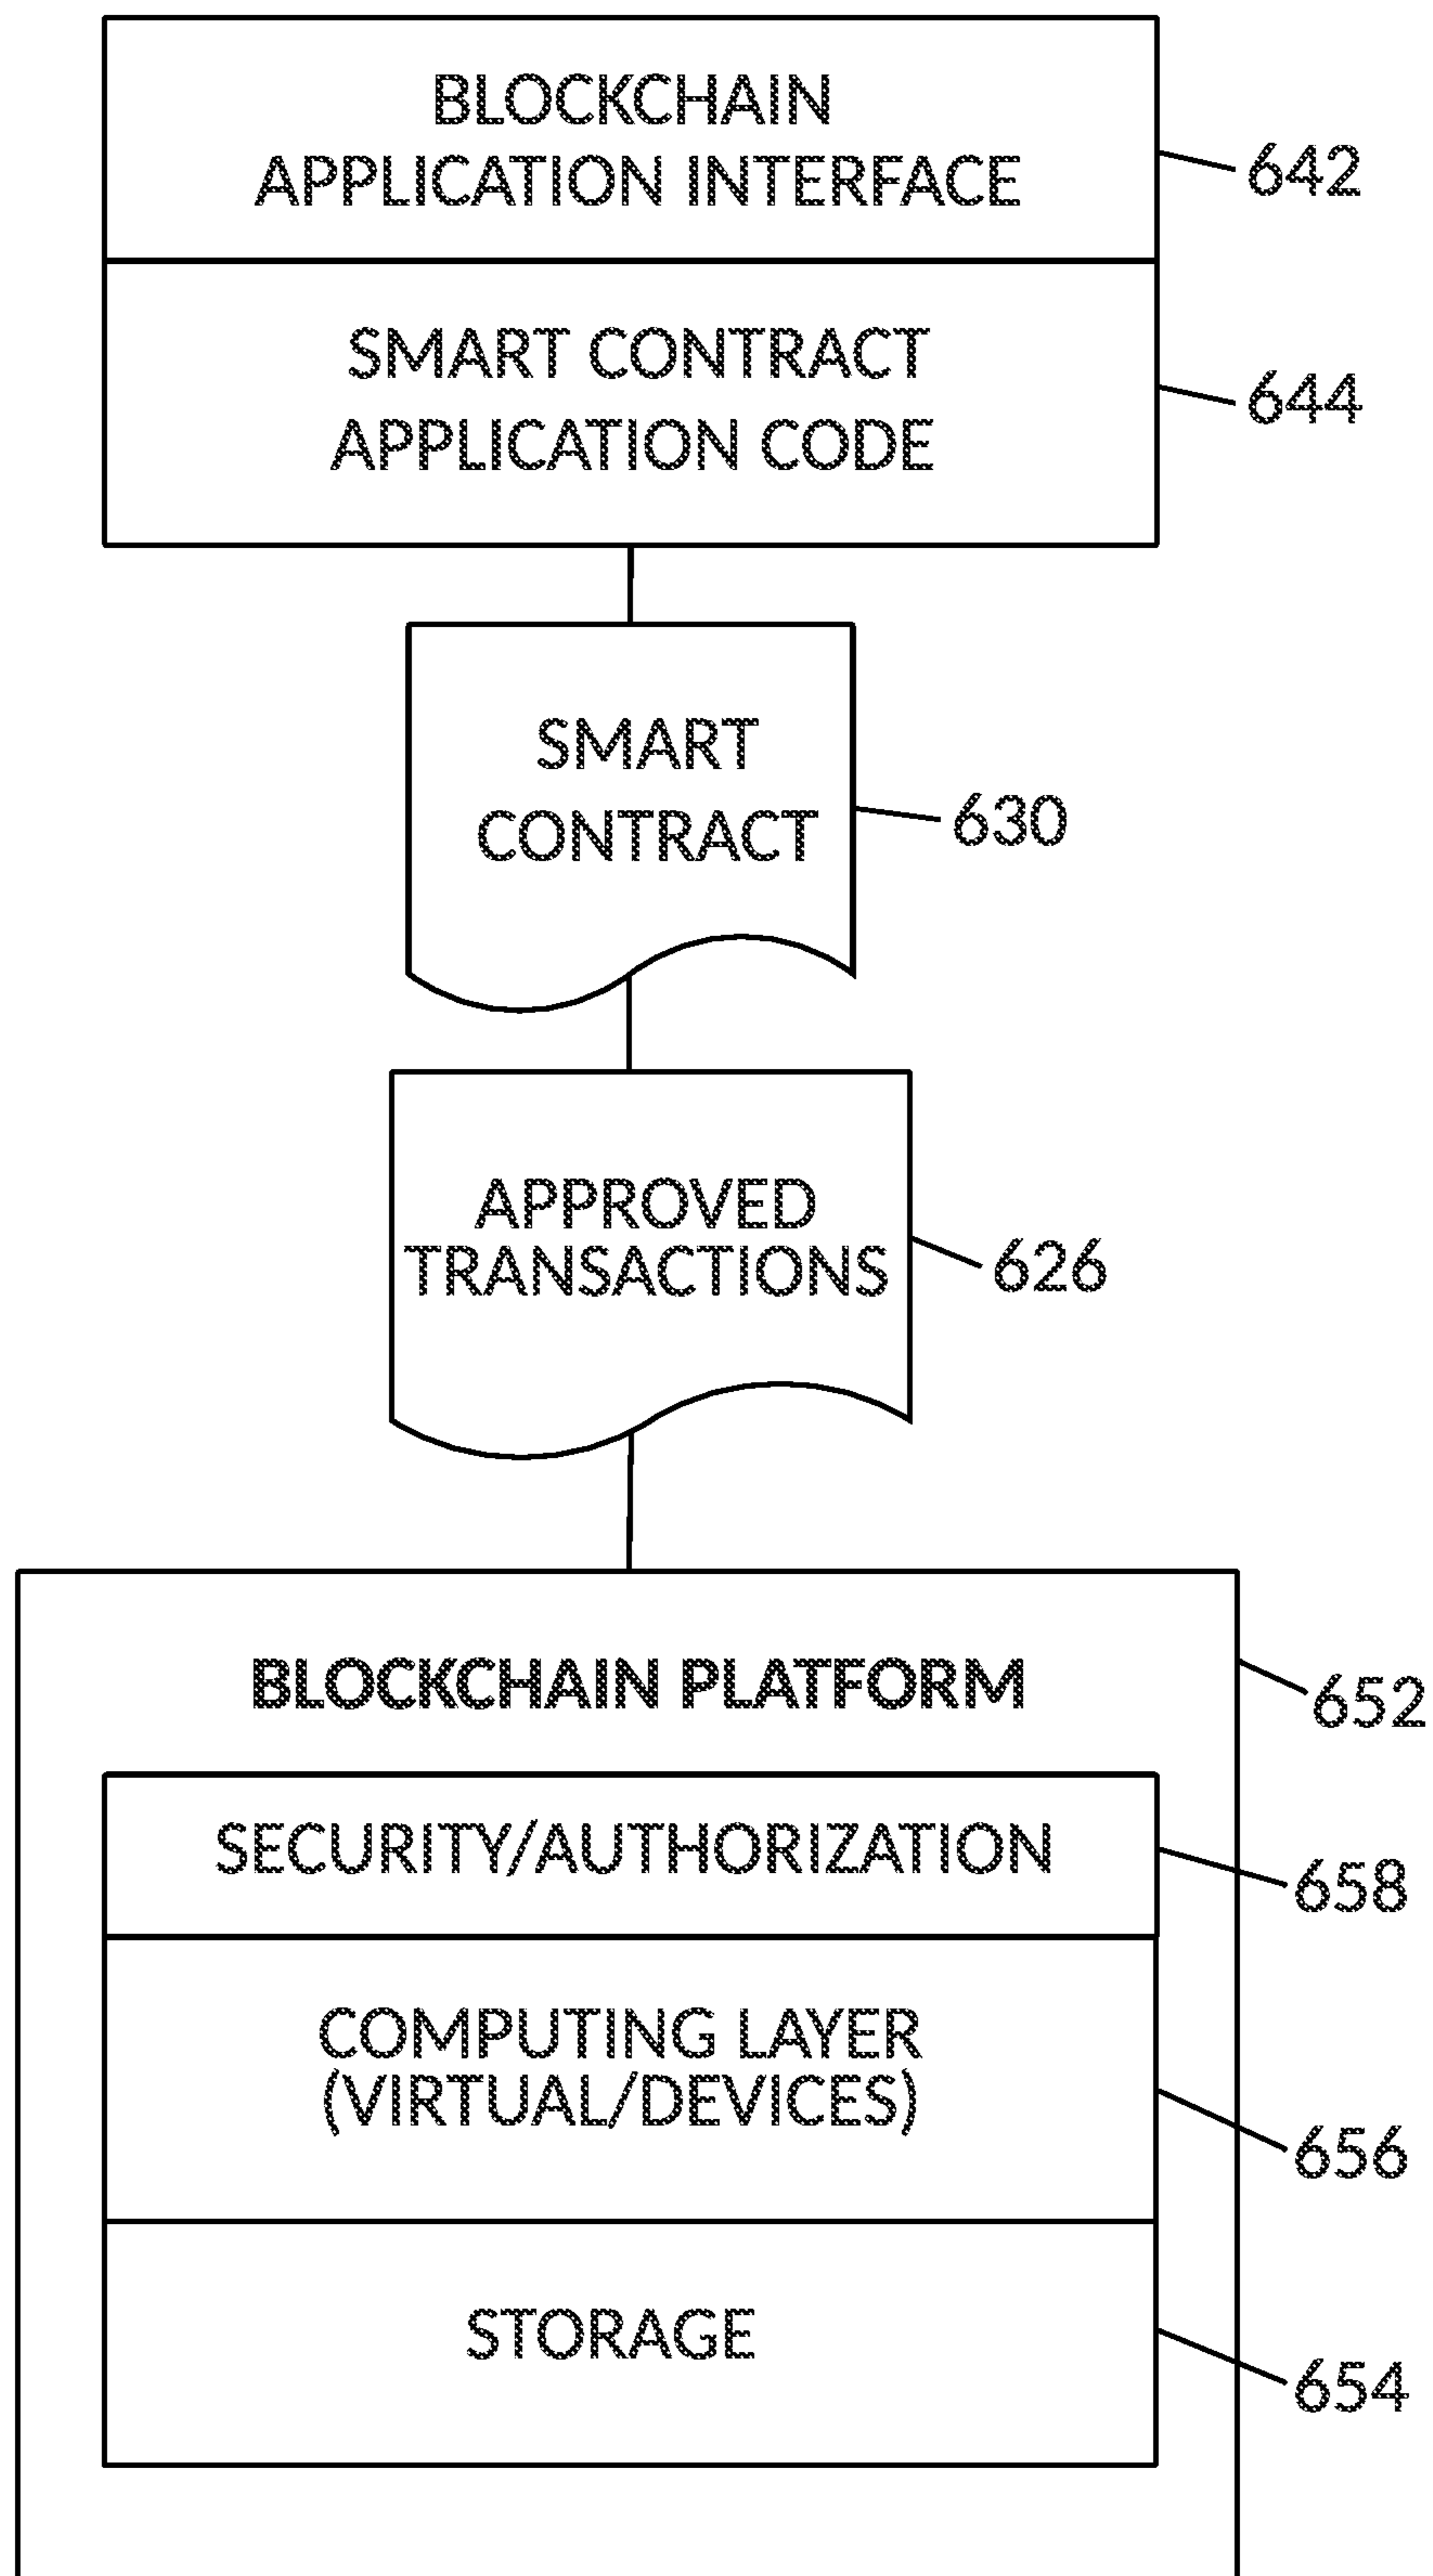 BLOCKCHAIN
APPLICATION INTERFACE
642
SMART CONTRACT
APPLICATION CODE
644
SMART
CONTRACT
630
APPROVED
TRANSACTIONS
626
BLOCKCHAIN PLATFORM
652
SECURITY/AUTHORIZATION
658
COMPUTING LAYER
(VIRTUAL/DEVICES)
656
STORAGE
654